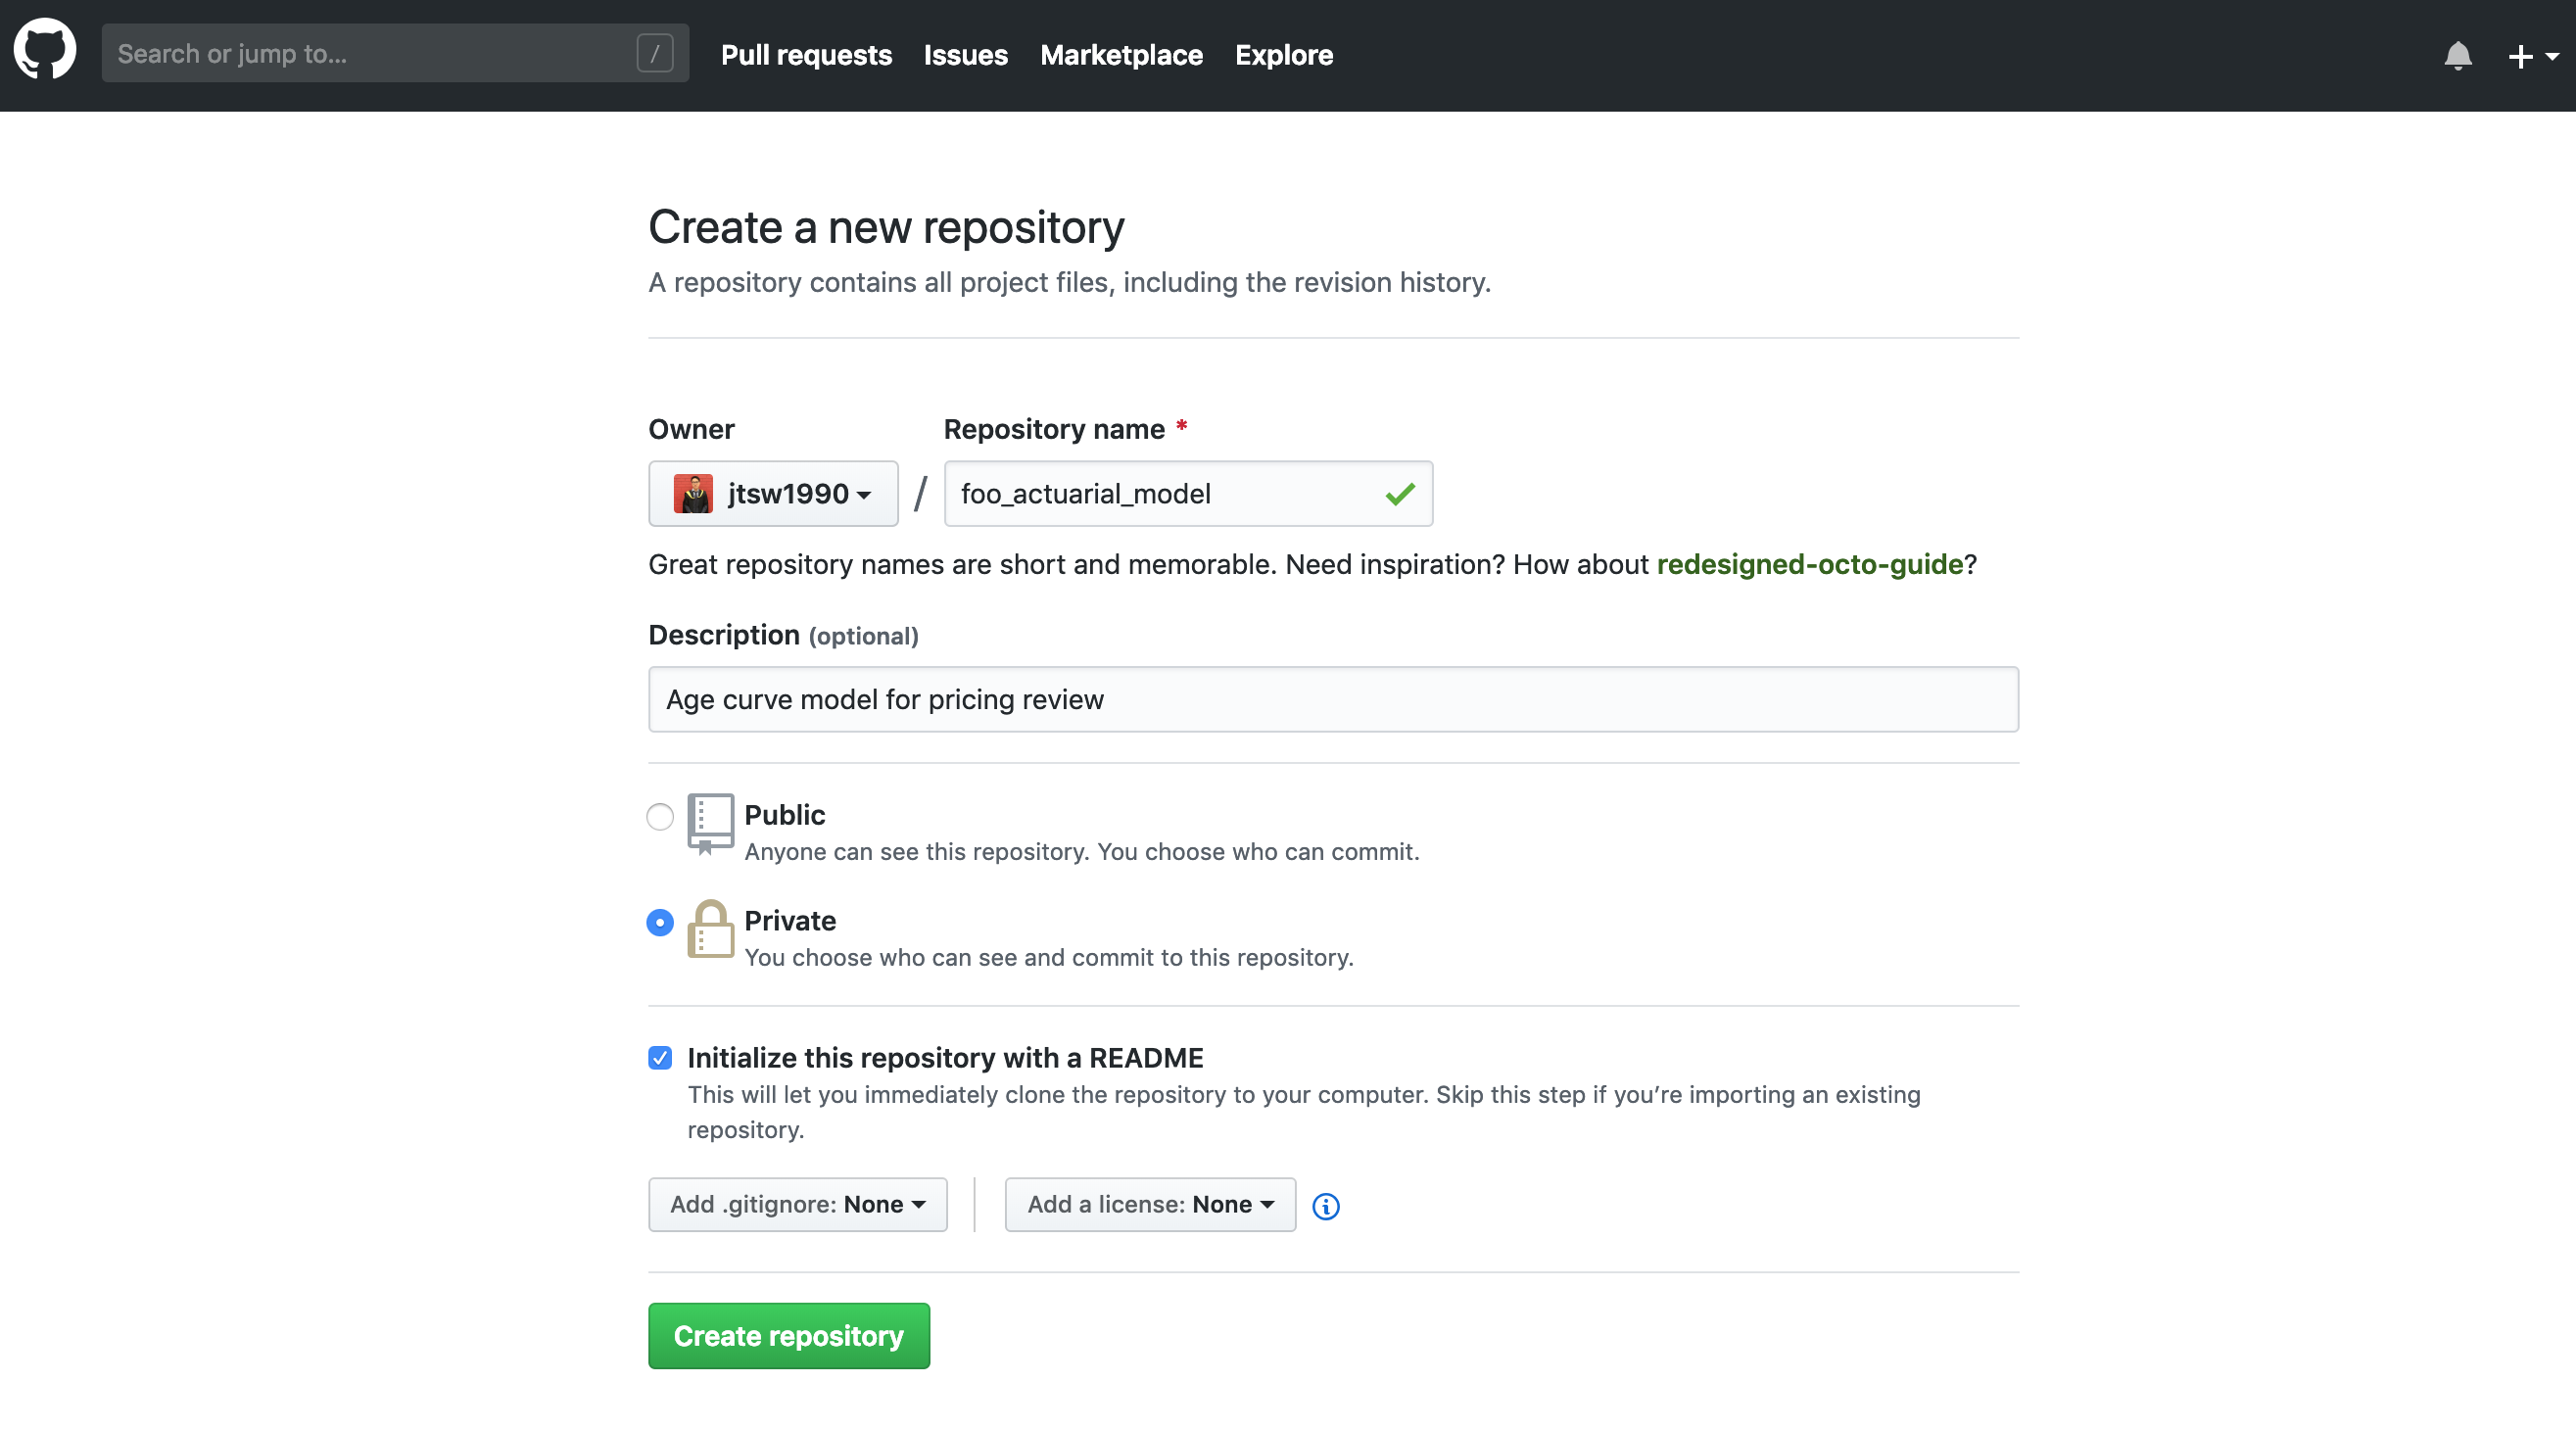 Search or jump to...
/
Pull requests
Issues
Marketplace
Explore
Create a new repository
A repository contains all project files, including the revision history.
Owner
Repository name *
jtsw1990
/
foo_actuarial_model
Great repository names are short and memorable. Need inspiration? How about redesigned-octo-guide?
Description (optional)
Age curve model for pricing review
Public
Anyone can see this repository. You choose who can commit.
Private
You choose who can see and commit to this repository.
Initialize this repository with a README
This will let you immediately clone the repository to your computer. Skip this step if you’re importing an existing
repository.
Add .gitignore: None
Add a license: None
Create repository